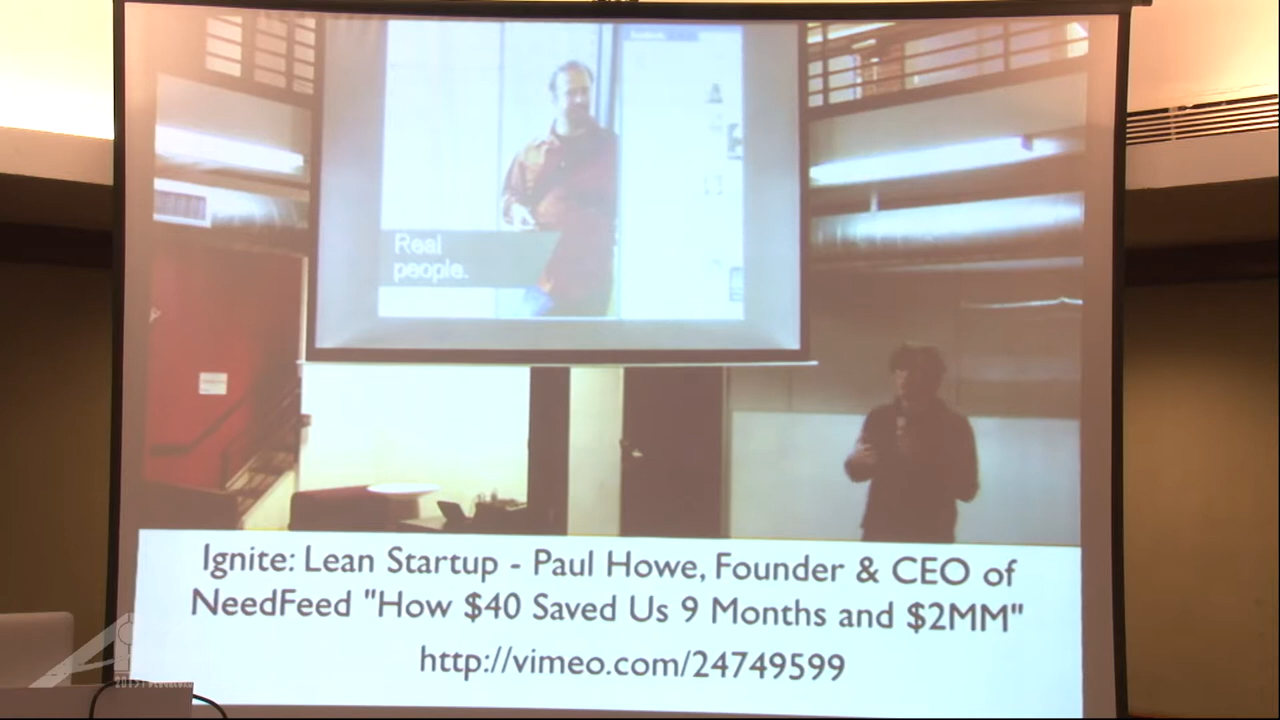 Real
people.
Ignite: Lean Startup - Paul Howe, Founder & CEO of
NeedFeed "How $40 Saved Us 9 Months and $2MM"
http://vimeo.com/24749599